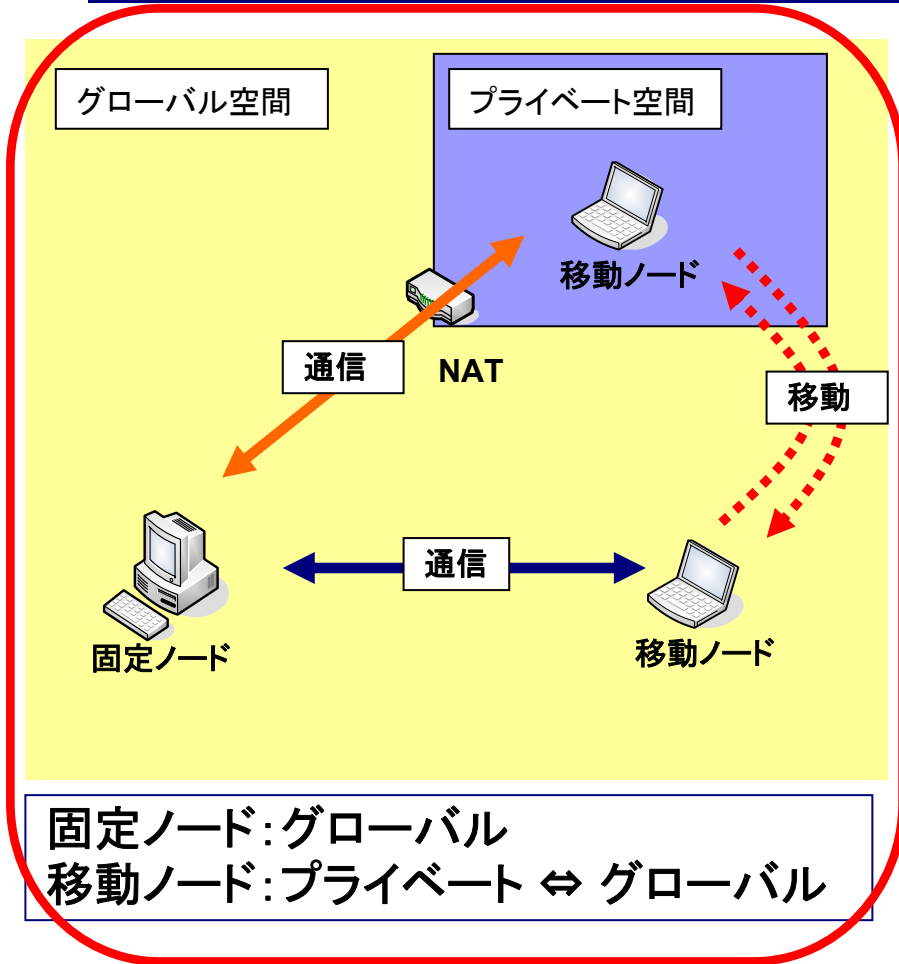 グローバル空間
プライベート空間
移動ノード
通信
NAT
移動
通信
固定ノード
移動ノード
固定ノード：グローバル
移動ノード：プライベート ⇔ グローバル